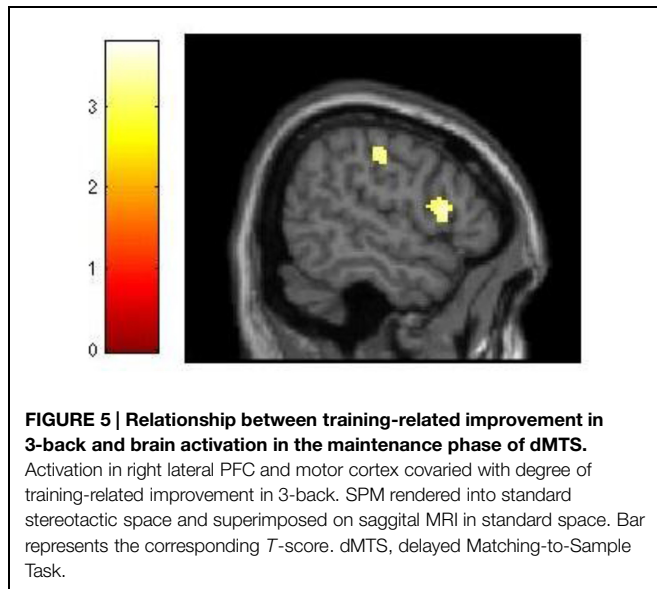 3
2
1
0
FIGURE 5 | Relationship between training-related improvement in
3-back and brain activation in the maintenance phase of dMTS.
Activation in right lateral PFC and motor cortex covaried with degree of
training-related improvement in 3-back. SPM rendered into standard
stereotactic space and superimposed on saggital MRI in standard space. Bar
represents the corresponding T-score. dMTS, delayed Matching-to-Sample
Task.